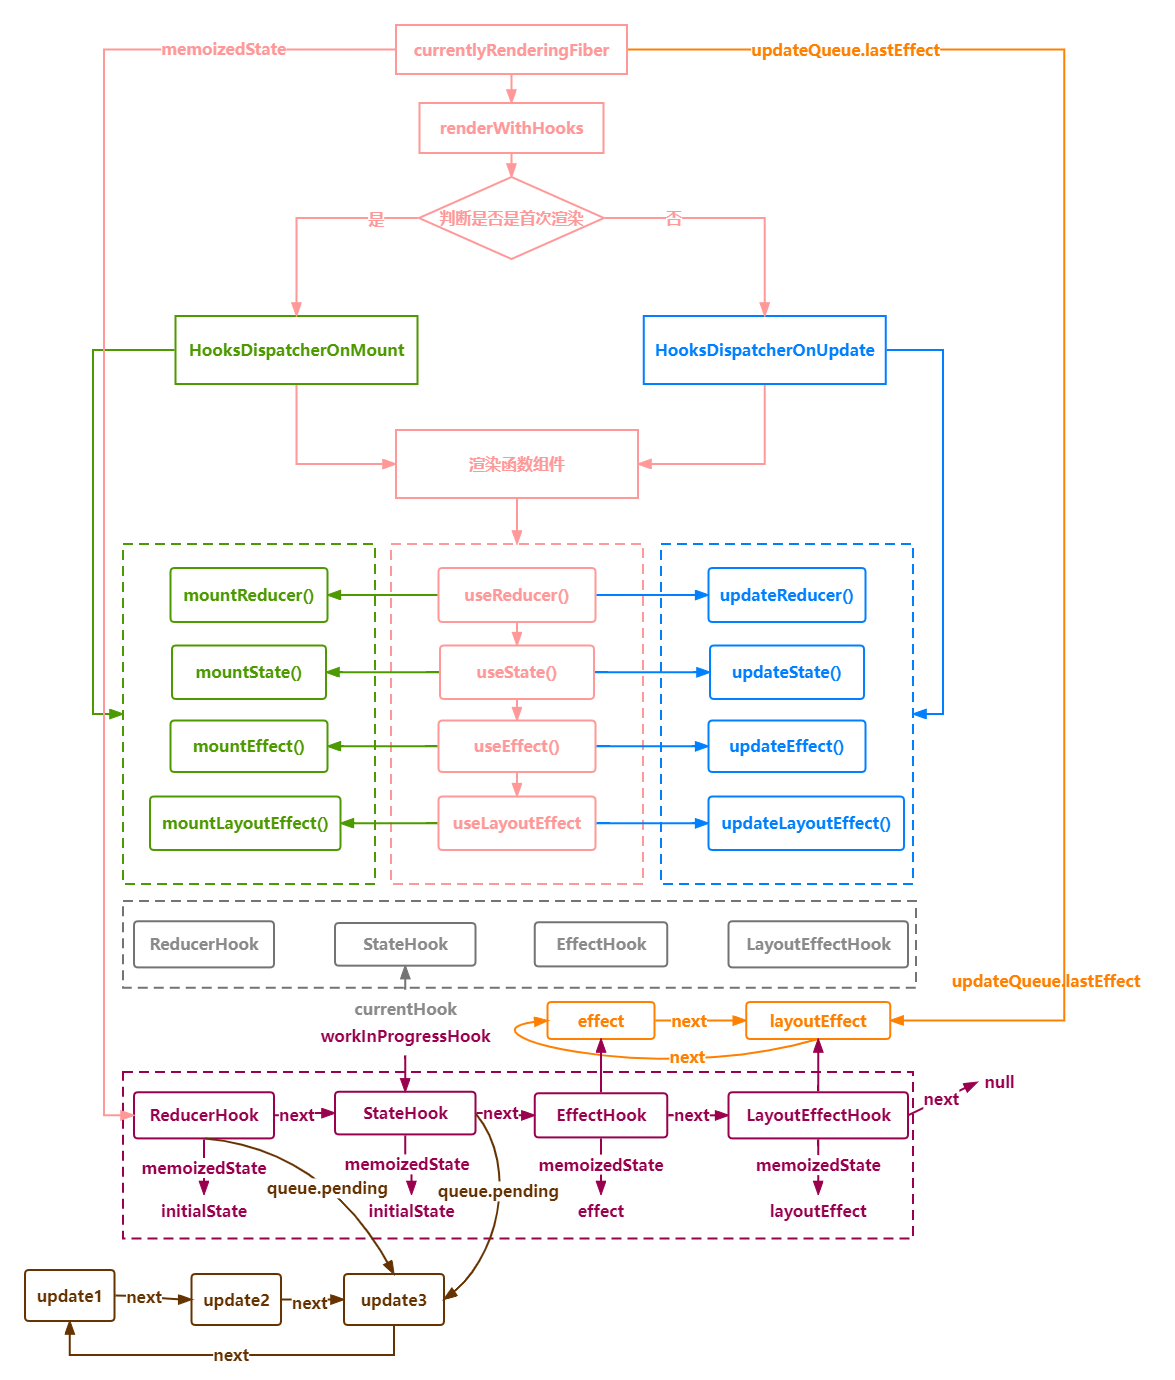 memoizedState
currentlyRenderingFiber
updateQueue.lastEffect
renderWithHooks
是
判断是否是首次渲染
否
HooksDispatcherOnMount
HooksDispatcherOnUpdate
渲染函数组件
mountReducer()
useReducer()
updateReducer()
mountState()
useState()
updateState()
mountEffect()
useEffect()
updateEffect()
mountLayoutEffect()
useLayoutEffect
updateLayoutEffect()
ReducerHook
StateHook
EffectHook
LayoutEffectHook
updateQueue.lastEffect
currentHook
workInProgressHook
effect
next
layoutEffect
next
null
next
ReducerHook
next
StateHook
next
EffectHook
next
LayoutEffectHook
memoizedState
memoizedState
memoizedState
memoizedState
queue.pending
queue.pending
initialState
initialState
effect
layoutEffect
update1
next
update2
next
update3
next